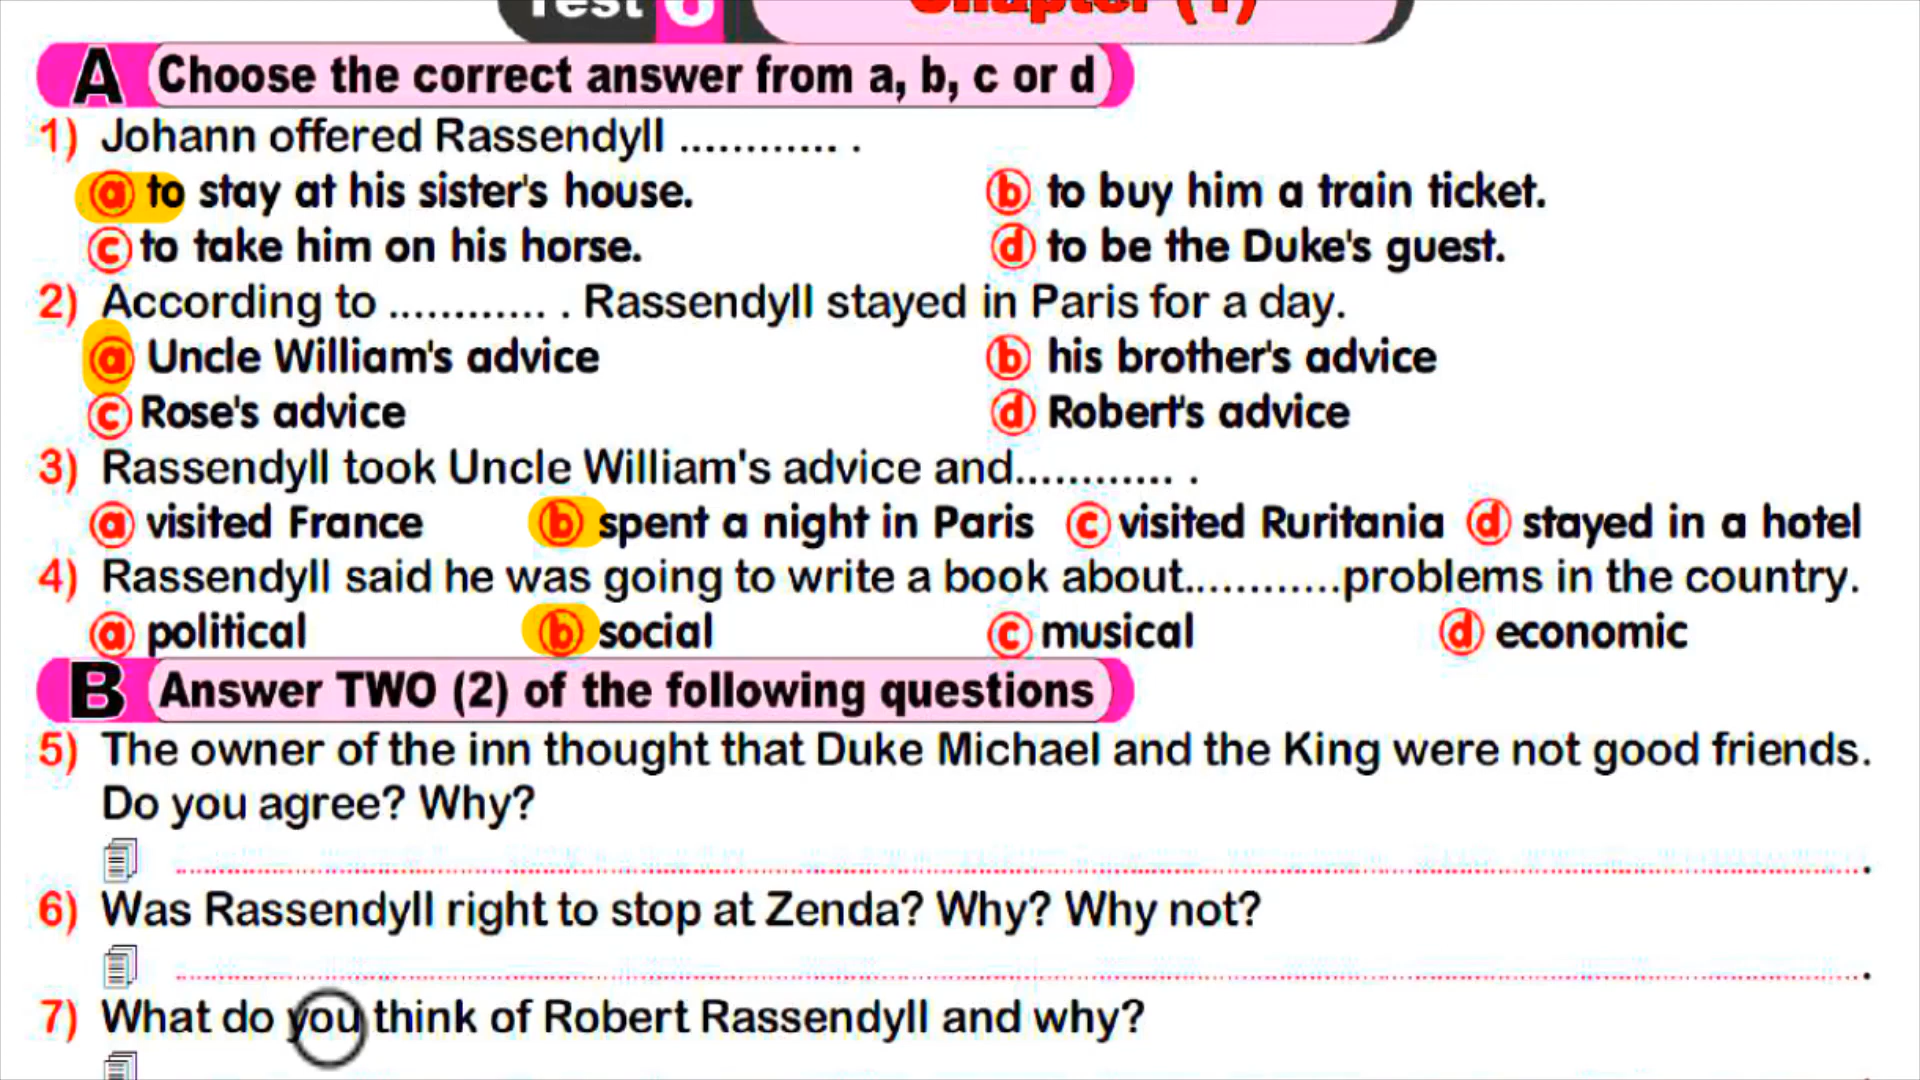 Test 8 Chapter (1)
A Choose the correct answer from a, b, c or d
1) Johann offered Rassendyll ............ .
a to stay at his sister's house. b to buy him a train ticket.
c to take him on his horse. d to be the Duke's guest.
2) According to ............ . Rassendyll stayed in Paris for a day.
a Uncle William's advice b his brother's advice
c Rose's advice d Robert's advice
3) Rassendyll took Uncle William's advice and............ .
a visited France b spent a night in Paris c visited Ruritania d stayed in a hotel
4) Rassendyll said he was going to write a book about............problems in the country.
a political b social c musical d economic
B Answer TWO (2) of the following questions
5) The owner of the inn thought that Duke Michael and the King were not good friends.
Do you agree? Why?
6) Was Rassendyll right to stop at Zenda? Why? Why not?
7) What do you think of Robert Rassendyll and why?